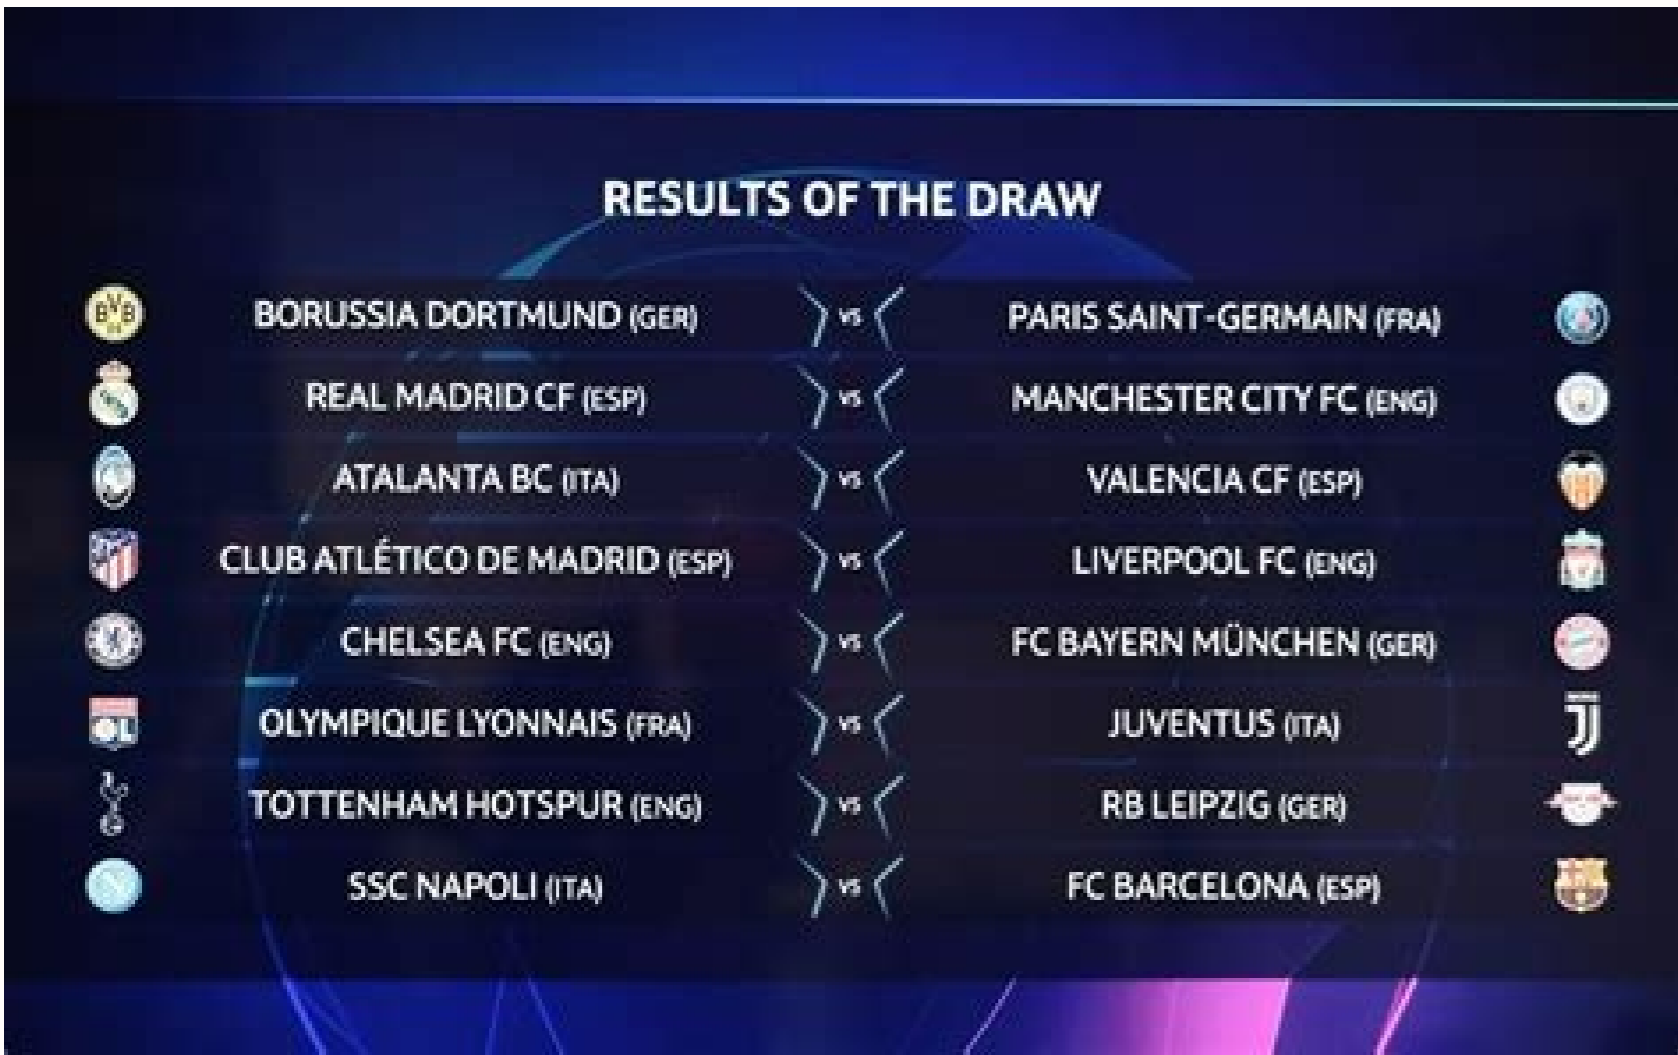 RESULTS OF THE DRAW
BVB
BORUSSIA DORTMUND (GER) VS PARIS SAINT-GERMAIN (FRA)
REAL MADRID CF (ESP) VS MANCHESTER CITY FC (ENG)
ATALANTA BC (ITA) VS VALENCIA CF (ESP)
CLUB ATLÉTICO DE MADRID (ESP) VS LIVERPOOL FC (ENG)
CHELSEA FC (ENG) VS FC BAYERN MÜNCHEN (GER)
OL OLYMPIQUE LYONNAIS (FRA) VS JUVENTUS (ITA)
TOTTENHAM HOTSPUR (ENG) VS RB LEIPZIG (GER)
SSC NAPOLI (ITA) VS FC BARCELONA (ESP)